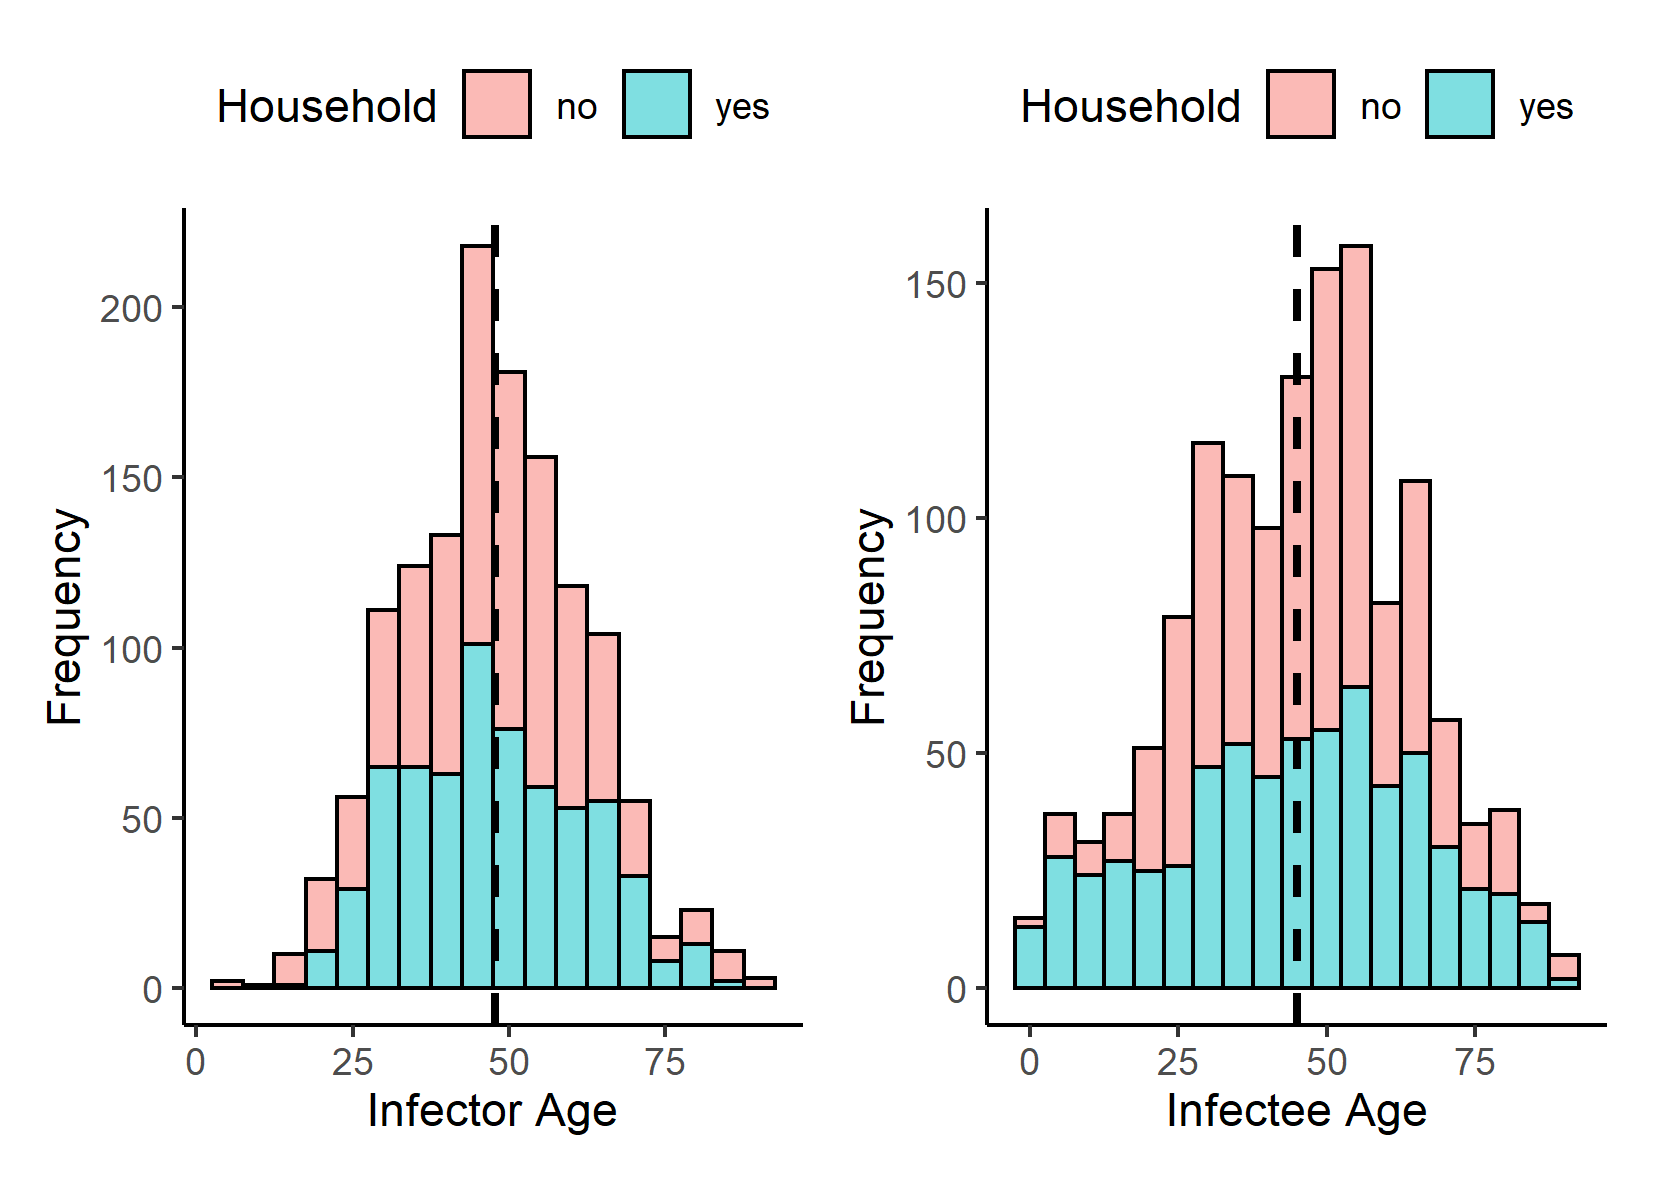 Household no yes
Household no yes
Frequency
200
150
100
50
0
0 25 50 75
Infector Age
Frequency
150
100
50
0
0 25 50 75
Infectee Age